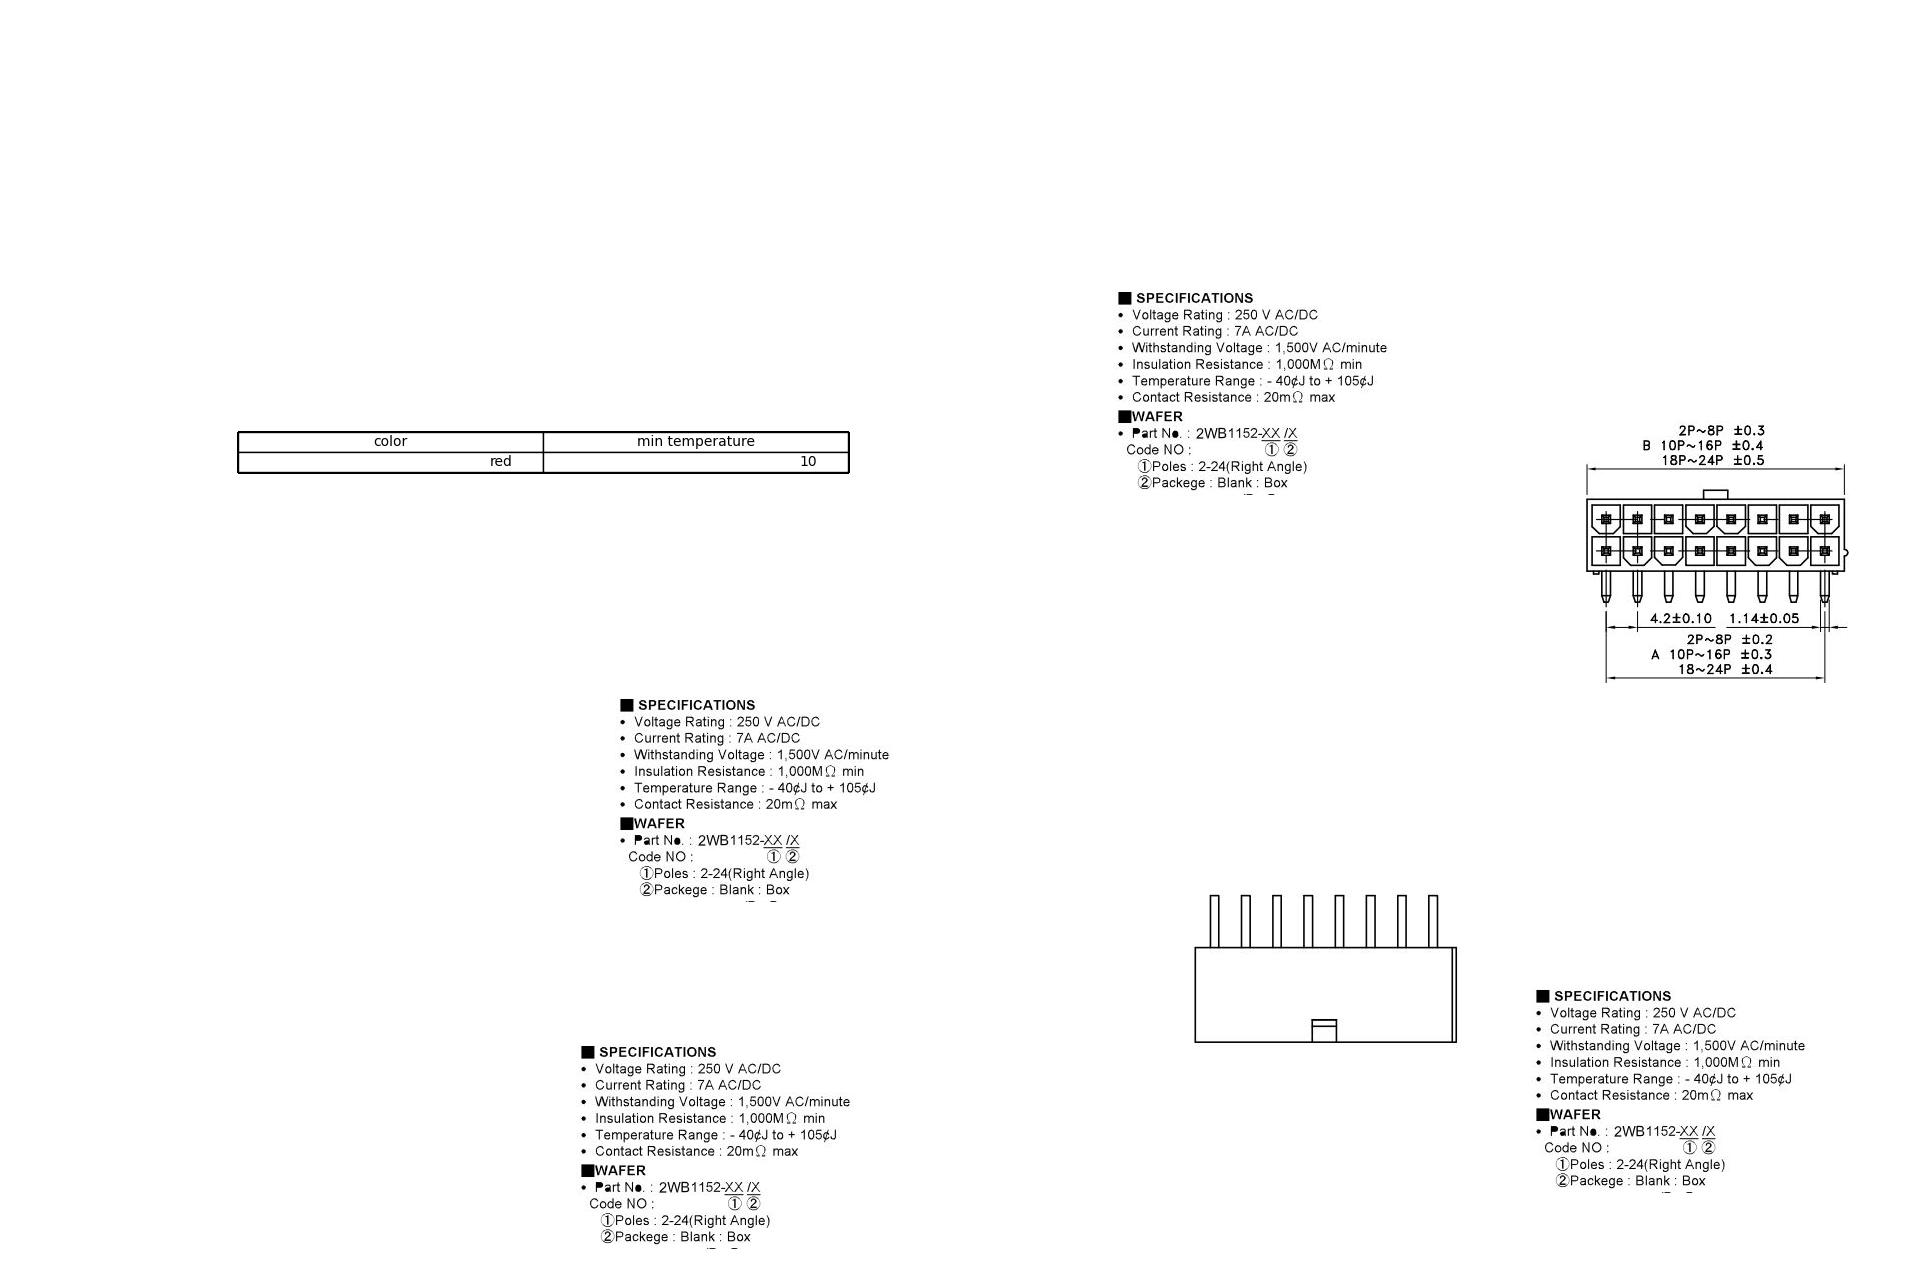 ■ SPECIFICATIONS
• Voltage Rating : 250 V AC/DC
• Current Rating : 7A AC/DC
• Withstanding Voltage : 1,500V AC/minute
• Insulation Resistance : 1,000MΩ min
• Temperature Range : - 40¢J to + 105¢J
• Contact Resistance : 20mΩ max
■WAFER
• Part No. : 2WB1152-XX /X
Code NO : ① ②
①Poles : 2-24(Right Angle)
②Packege : Blank : Box
color min temperature
red 10
2P~8P ±0.3
B 10P~16P ±0.4
18P~24P ±0.5
4.2±0.10 1.14±0.05
2P~8P ±0.2
A 10P~16P ±0.3
18~24P ±0.4
■ SPECIFICATIONS
• Voltage Rating : 250 V AC/DC
• Current Rating : 7A AC/DC
• Withstanding Voltage : 1,500V AC/minute
• Insulation Resistance : 1,000MΩ min
• Temperature Range : - 40¢J to + 105¢J
• Contact Resistance : 20mΩ max
■WAFER
• Part No. : 2WB1152-XX /X
Code NO : ① ②
①Poles : 2-24(Right Angle)
②Packege : Blank : Box
■ SPECIFICATIONS
• Voltage Rating : 250 V AC/DC
• Current Rating : 7A AC/DC
• Withstanding Voltage : 1,500V AC/minute
• Insulation Resistance : 1,000MΩ min
• Temperature Range : - 40¢J to + 105¢J
• Contact Resistance : 20mΩ max
■WAFER
• Part No. : 2WB1152-XX /X
Code NO : ① ②
①Poles : 2-24(Right Angle)
②Packege : Blank : Box
■ SPECIFICATIONS
• Voltage Rating : 250 V AC/DC
• Current Rating : 7A AC/DC
• Withstanding Voltage : 1,500V AC/minute
• Insulation Resistance : 1,000MΩ min
• Temperature Range : - 40¢J to + 105¢J
• Contact Resistance : 20mΩ max
■WAFER
• Part No. : 2WB1152-XX /X
Code NO : ① ②
①Poles : 2-24(Right Angle)
②Packege : Blank : Box